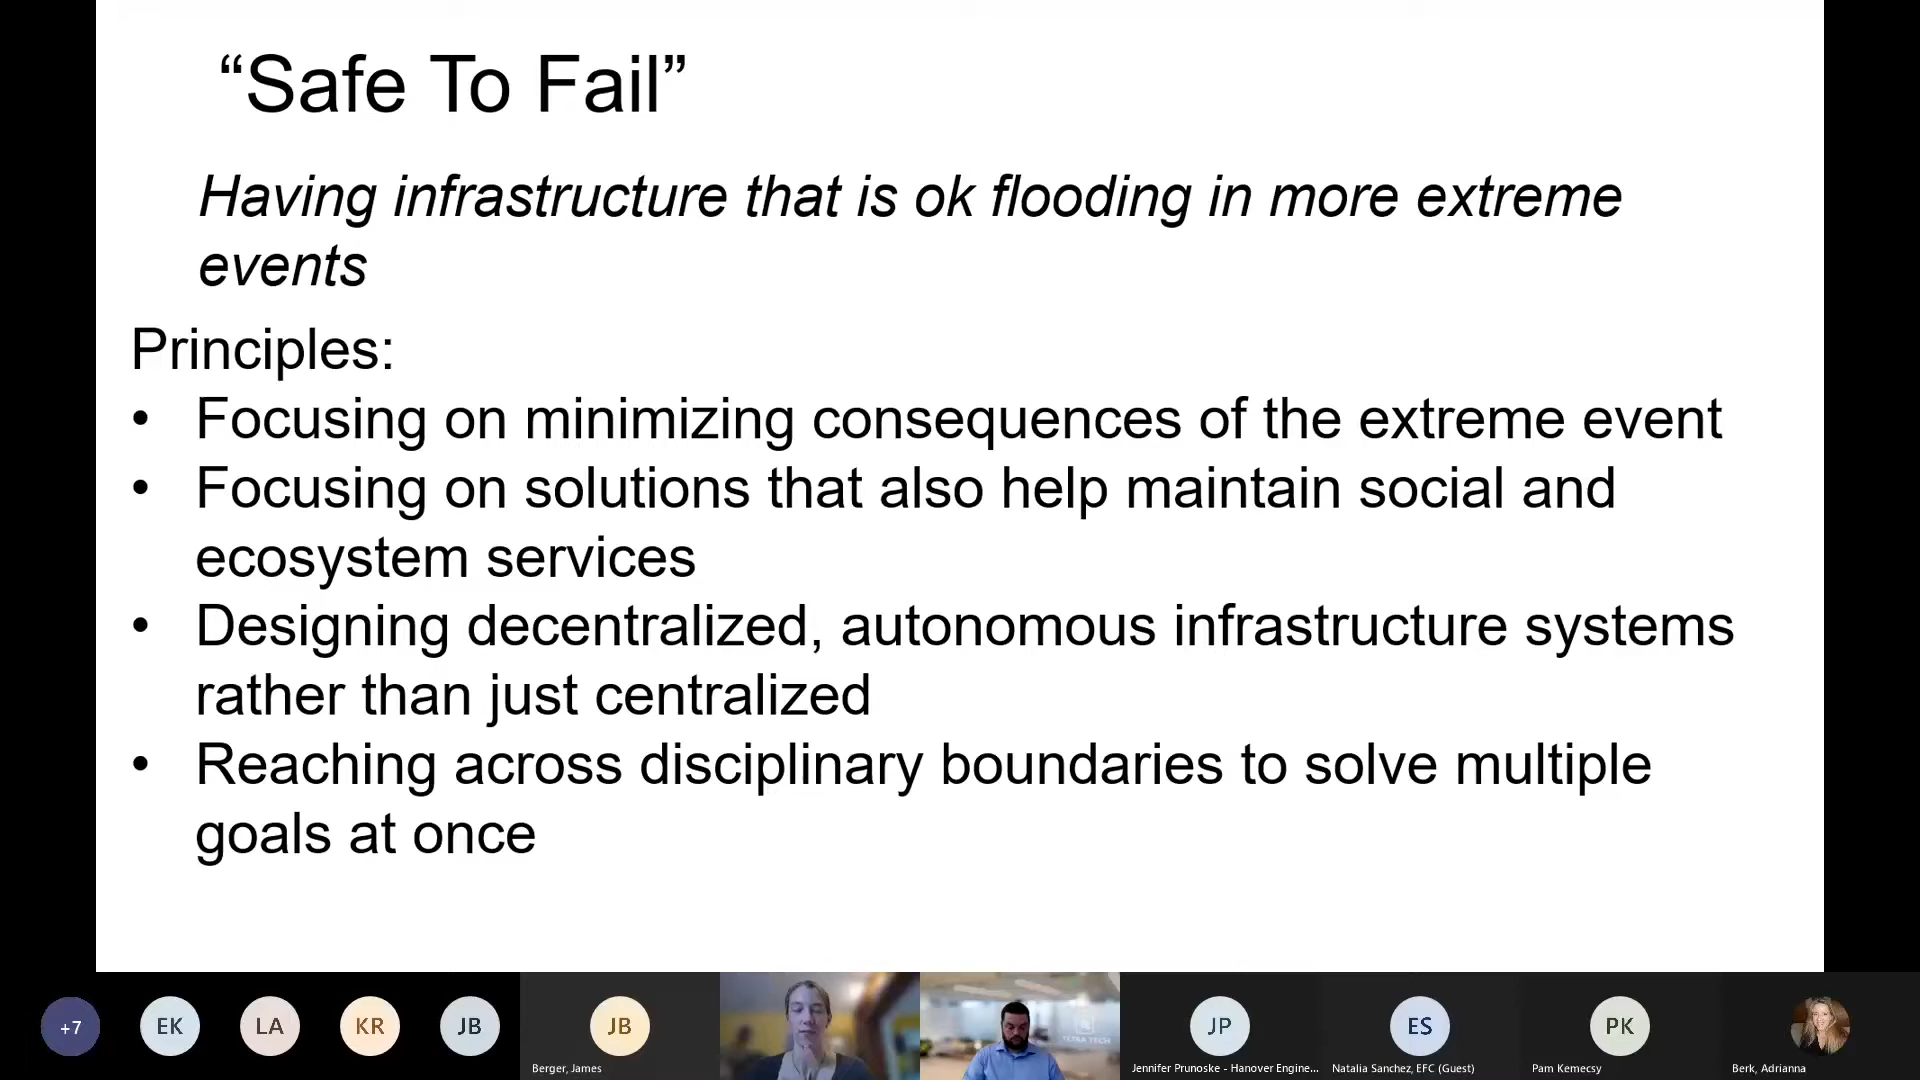 “Safe To Fail”
Having infrastructure that is ok flooding in more extreme
events
Principles:
• Focusing on minimizing consequences of the extreme event
• Focusing on solutions that also help maintain social and
ecosystem services
• Designing decentralized, autonomous infrastructure systems
rather than just centralized
• Reaching across disciplinary boundaries to solve multiple
goals at once
+7
EK
LA
KR
JB
JB
Berger, James
TETRA TECH
JP
Jennifer Prunoske - Hanover Engine...
ES
Natalia Sanchez, EFC (Guest)
PK
Pam Kemecsy
Berk, Adrianna